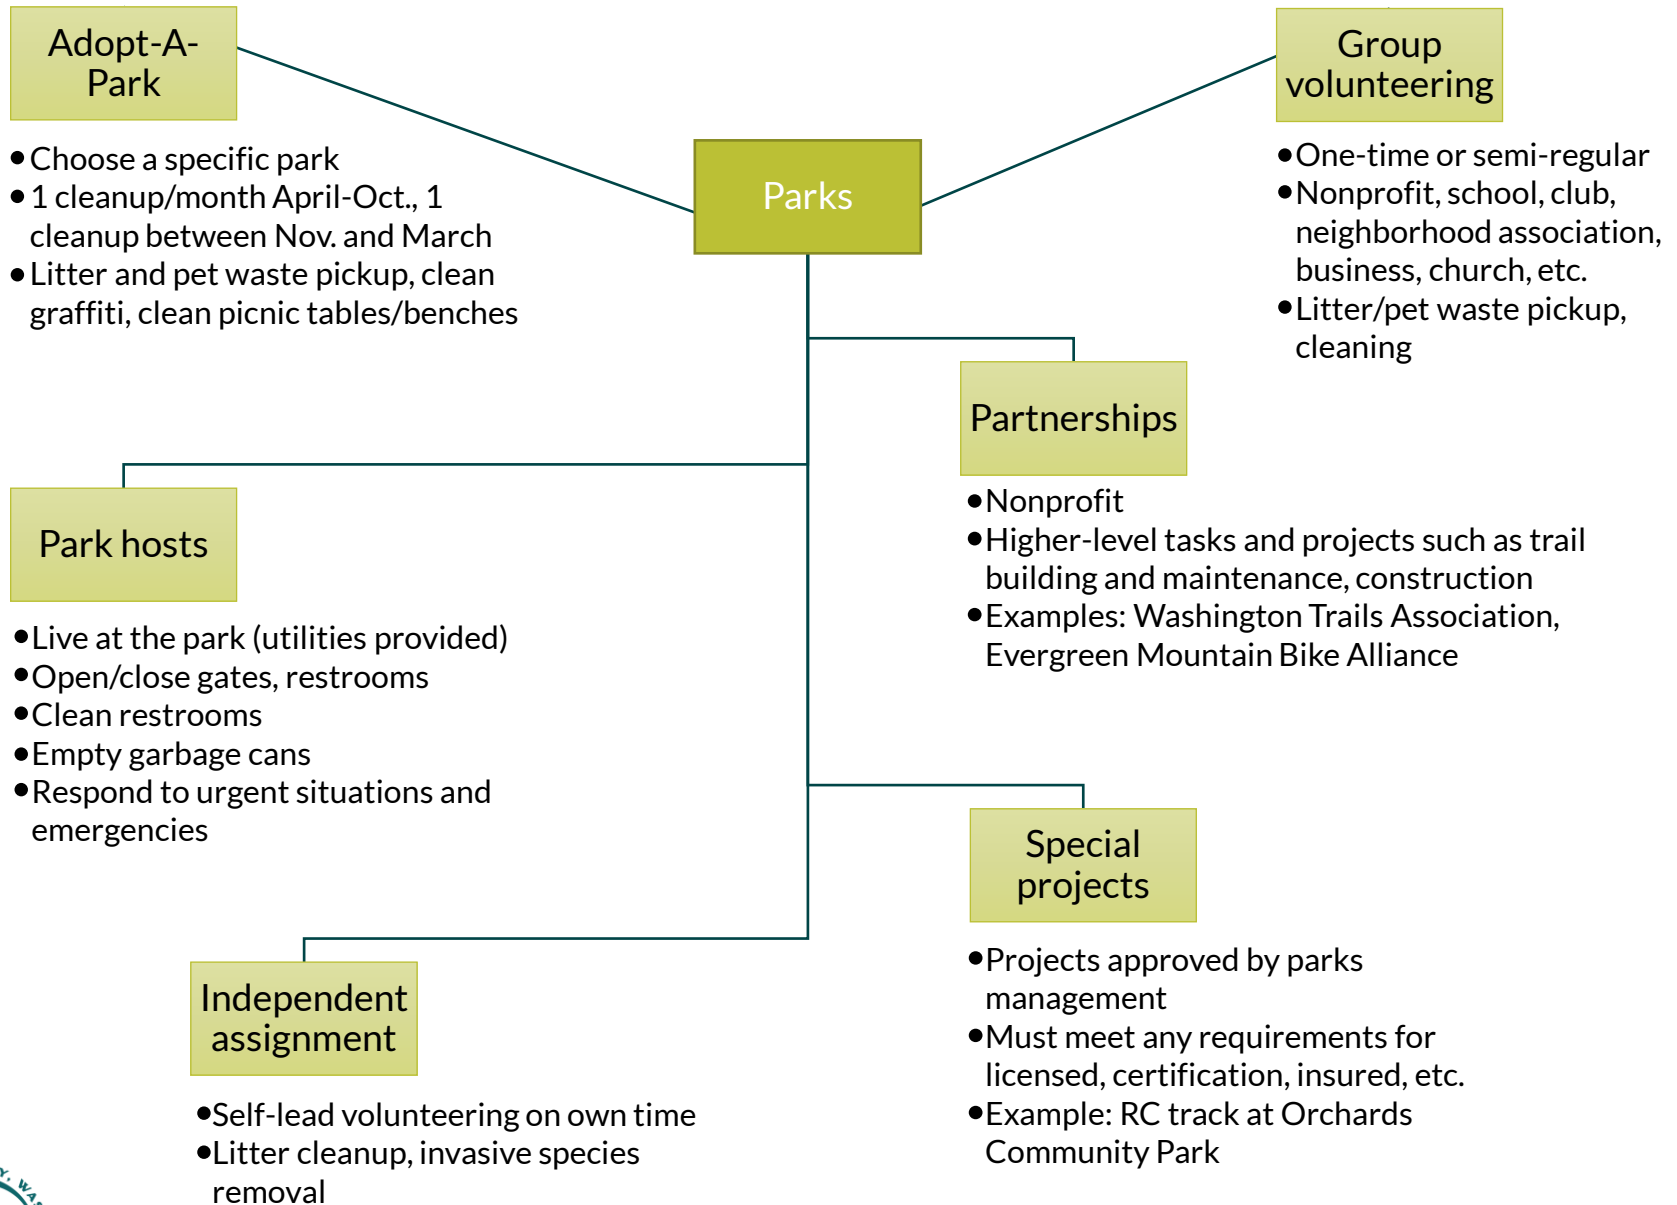 Adopt-A-
Park
• Choose a specific park
• 1 cleanup/month April-Oct., 1
cleanup between Nov. and March
• Litter and pet waste pickup, clean
graffiti, clean picnic tables/benches
Parks
Group
volunteering
•One-time or semi-regular
•Nonprofit, school, club,
neighborhood association,
business, church, etc.
•Litter/pet waste pickup,
cleaning
Partnerships
•Nonprofit
•Higher-level tasks and projects such as trail
building and maintenance, construction
•Examples: Washington Trails Association,
Evergreen Mountain Bike Alliance
Park hosts
•Live at the park (utilities provided)
•Open/close gates, restrooms
•Clean restrooms
•Empty garbage cans
•Respond to urgent situations and
emergencies
Special
projects
•Projects approved by parks
management
•Must meet any requirements for
licensed, certification, insured, etc.
•Example: RC track at Orchards
Community Park
Independent
assignment
•Self-lead volunteering on own time
•Litter cleanup, invasive species
removal